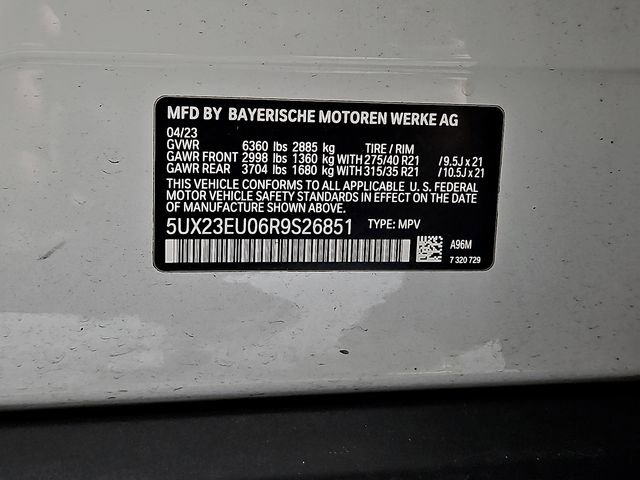 MFD BY BAYERISCHE MOTOREN WERKE AG
04/23
GVWR 6360 lbs 2885 kg TIRE / RIM
GAWR FRONT 2998 lbs 1360 kg WITH 275/40 R21 / 9.5J x 21
GAWR REAR 3704 lbs 1680 kg WITH 315/35 R21 / 10.5J x 21
THIS VEHICLE CONFORMS TO ALL APPLICABLE U. S. FEDERAL
MOTOR VEHICLE SAFETY STANDARDS IN EFFECT ON THE DATE
OF MANUFACTURE SHOWN ABOVE.
5UX23EU06R9S26851 TYPE: MPV
A96M
7 320 729